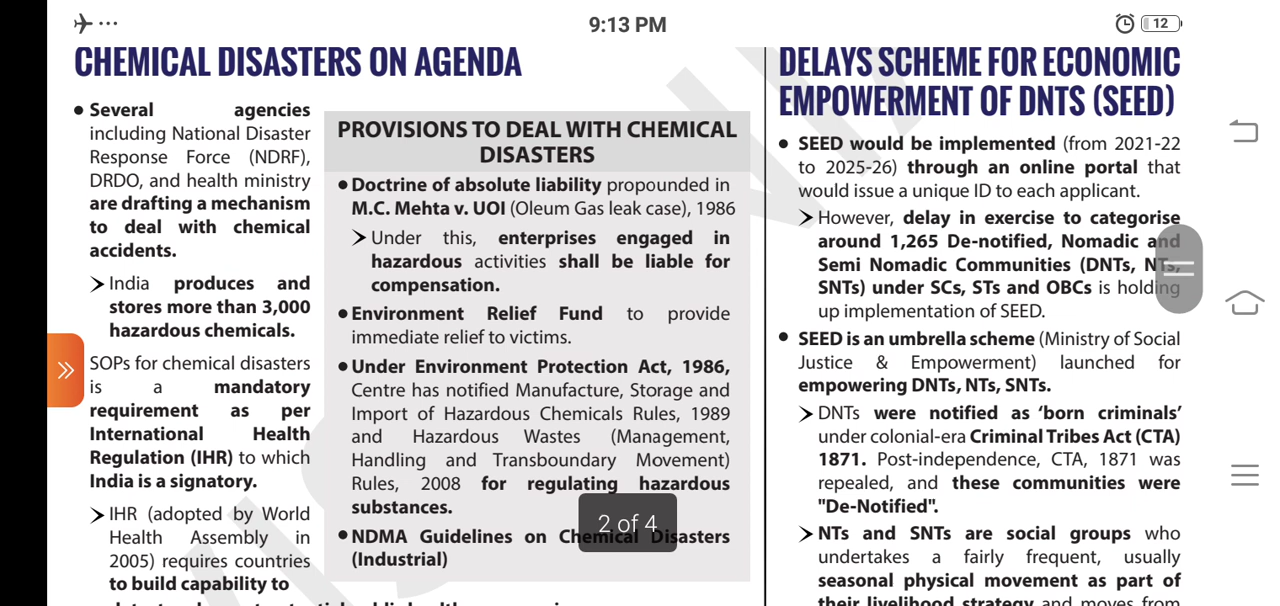 9:13 PM
12
CHEMICAL DISASTERS ON AGENDA
• Several agencies
including National Disaster
Response Force (NDRF),
DRDO, and health ministry
are drafting a mechanism
to deal with chemical
accidents.
➤ India produces and
stores more than 3,000
hazardous chemicals.
SOPs for chemical disasters
is a mandatory
requirement as per
International Health
Regulation (IHR) to which
India is a signatory.
➤ IHR (adopted by World
Health Assembly in
2005) requires countries
to build capability to
PROVISIONS TO DEAL WITH CHEMICAL
DISASTERS
• Doctrine of absolute liability propounded in
M.C. Mehta v. UOI (Oleum Gas leak case), 1986
➤ Under this, enterprises engaged in
hazardous activities shall be liable for
compensation.
• Environment Relief Fund to provide
immediate relief to victims.
• Under Environment Protection Act, 1986,
Centre has notified Manufacture, Storage and
Import of Hazardous Chemicals Rules, 1989
and Hazardous Wastes (Management,
Handling and Transboundary Movement)
Rules, 2008 for regulating hazardous
substances.
• NDMA Guidelines on Chemical Disasters
(Industrial)
2 of 4
DELAYS SCHEME FOR ECONOMIC
EMPOWERMENT OF DNTS (SEED)
• SEED would be implemented (from 2021-22
to 2025-26) through an online portal that
would issue a unique ID to each applicant.
➤ However, delay in exercise to categorise
around 1,265 De-notified, Nomadic and
Semi Nomadic Communities (DNTs, NTs,
SNTs) under SCs, STs and OBCs is holding
up implementation of SEED.
• SEED is an umbrella scheme (Ministry of Social
Justice & Empowerment) launched for
empowering DNTs, NTs, SNTs.
➤ DNTs were notified as ‘born criminals’
under colonial-era Criminal Tribes Act (CTA)
1871. Post-independence, CTA, 1871 was
repealed, and these communities were
"De-Notified".
➤ NTs and SNTs are social groups who
undertakes a fairly frequent, usually
seasonal physical movement as part of
their livelihood strategy and moves from